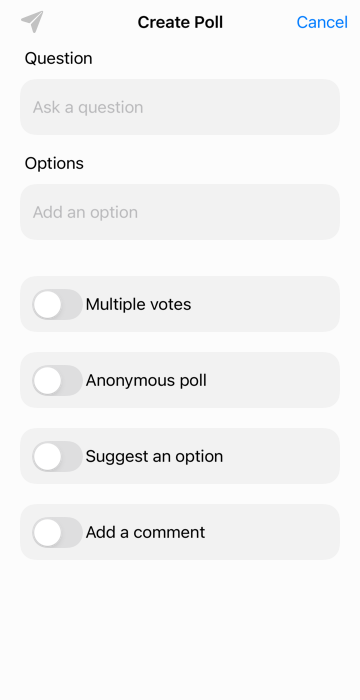 Create Poll
Cancel
Question
Ask a question
Options
Add an option
Multiple votes
Anonymous poll
Suggest an option
Add a comment